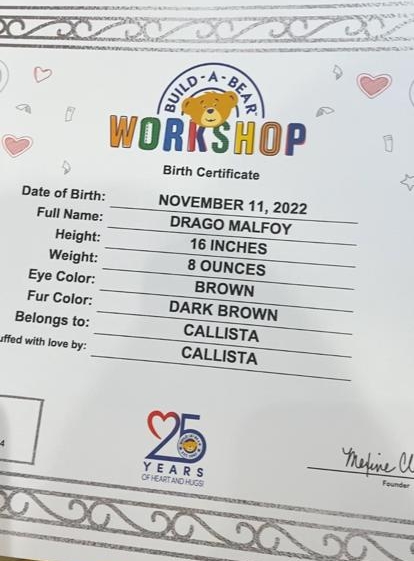 BUILD-A-BEAR
WORKSHOP
Birth Certificate
Date of Birth: NOVEMBER 11, 2022
Full Name: DRAGO MALFOY
Height: 16 INCHES
Weight: 8 OUNCES
Eye Color: BROWN
Fur Color: DARK BROWN
Belongs to: CALLISTA
uffed with love by: CALLISTA
4
25
YEARS
OF HEART AND HUGS!
Founder